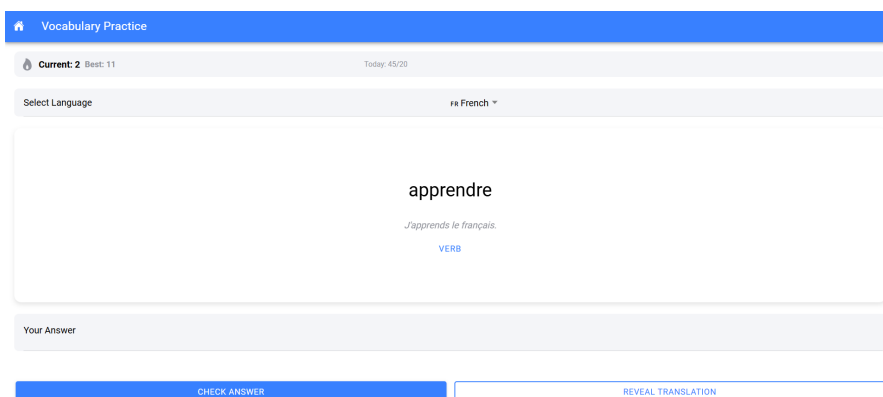 Vocabulary Practice
Current: 2 Best: 11 Today: 45/20
Select Language FR French
apprendre
J'apprends le français.
VERB
Your Answer
CHECK ANSWER REVEAL TRANSLATION